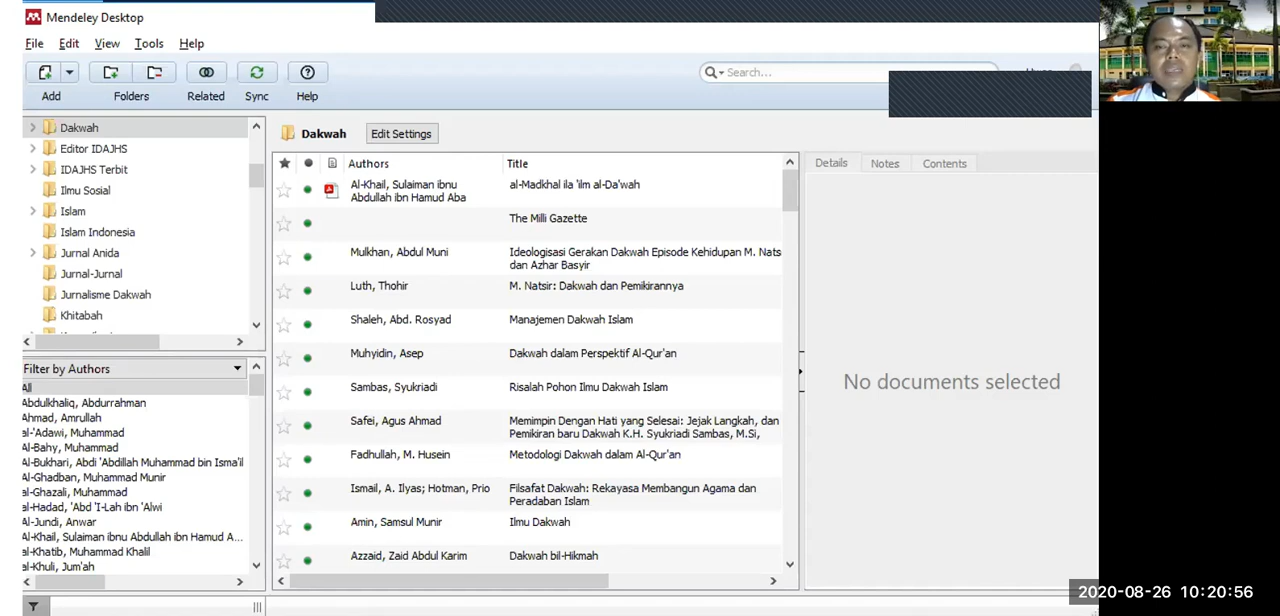 Mendeley Desktop
File Edit View Tools Help
Search...
Add Folders Related Sync Help
Dakwah
Editor IDAJHS
IDAJHS Terbit
Ilmu Sosial
Islam
Islam Indonesia
Jurnal Anida
Jurnal-Jurnal
Jurnalisme Dakwah
Khitabah
Filter by Authors
All
Abdulkhaliq, Abdurrahman
Ahmad, Amrullah
al-'Adawi, Muhammad
Al-Bahy, Muhammad
Al-Bukhari, Abdi 'Abdillah Muhammad bin Isma'il
Al-Ghadban, Muhammad Munir
al-Ghazali, Muhammad
al-Hadad, 'Abd 'I-Lah ibn 'Alwi
Al-Jundi, Anwar
Al-Khail, Sulaiman ibnu Abdullah ibn Hamud A...
al-Khatib, Muhammad Khalil
al-Khuli, Jum'ah
Dakwah Edit Settings
Authors Title
Al-Khail, Sulaiman ibnu al-Madkhal ila 'ilm al-Da'wah
Abdullah ibn Hamud Aba
The Milli Gazette
Mulkhan, Abdul Muni Ideologisasi Gerakan Dakwah Episode Kehidupan M. Nats
dan Azhar Basyir
Luth, Thohir M. Natsir: Dakwah dan Pemikirannya
Shaleh, Abd. Rosyad Manajemen Dakwah Islam
Muhyidin, Asep Dakwah dalam Perspektif Al-Qur'an
Sambas, Syukriadi Risalah Pohon Ilmu Dakwah Islam
Safei, Agus Ahmad Memimpin Dengan Hati yang Selesai: Jejak Langkah, dan
Pemikiran baru Dakwah K.H. Syukriadi Sambas, M.Si,
Fadhullah, M. Husein Metodologi Dakwah dalam Al-Qur'an
Ismail, A. Ilyas; Hotman, Prio Filsafat Dakwah: Rekayasa Membangun Agama dan
Peradaban Islam
Amin, Samsul Munir Ilmu Dakwah
Azzaid, Zaid Abdul Karim Dakwah bil-Hikmah
Details Notes Contents
No documents selected
2020-08-26 10:20:56